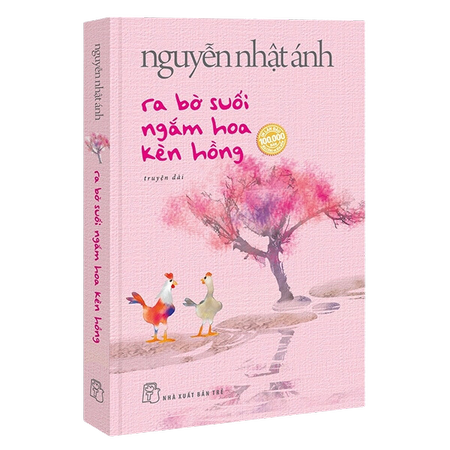 nguyễn nhật ánh
ra bờ suối
ngắm hoa
kèn hồng
100.000
truyện dài
NHÀ XUẤT BẢN TRẺ
nguyễn nhật ánh
ra bờ suối ngắm hoa kèn hồng